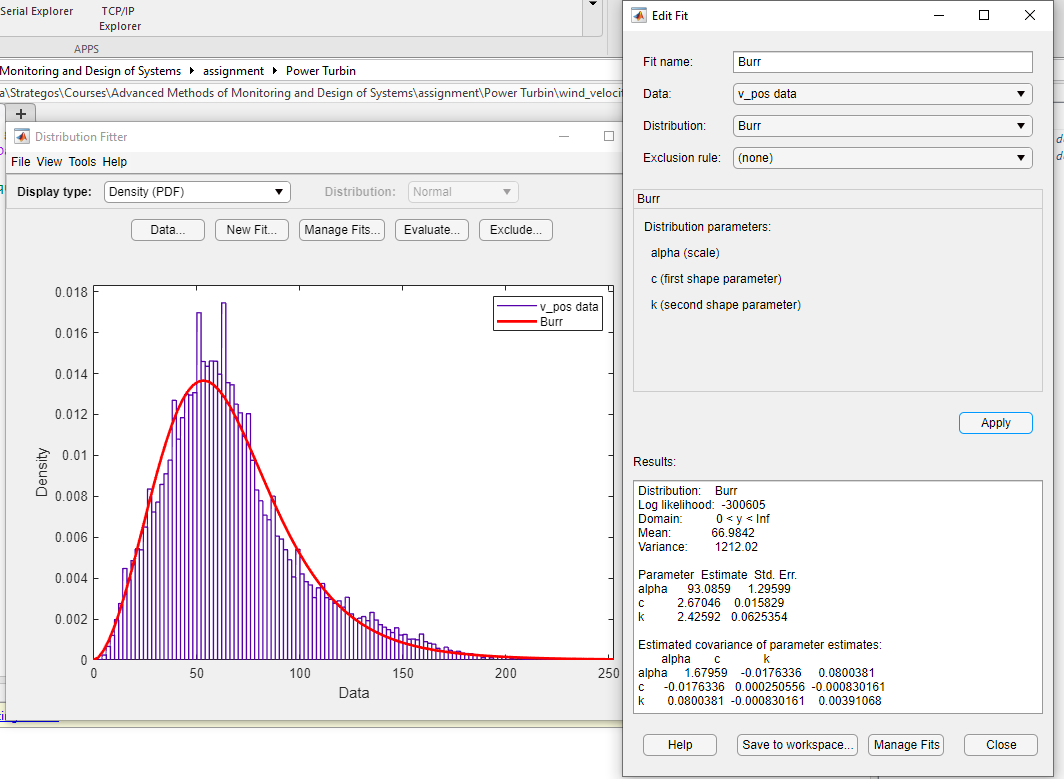 Serial Explorer
TCP/IP
Explorer
APPS
Monitoring and Design of Systems ▸ assignment ▸ Power Turbin
a\Strategos\Courses\Advanced Methods of Monitoring and Design of Systems\assignment\Power Turbin\wind_veloci
+
Distribution Fitter
File View Tools Help
Display type: Density (PDF) Distribution: Normal
Data... New Fit... Manage Fits... Evaluate... Exclude...
0.018
0.016
0.014
0.012
0.01
0.008
0.006
0.004
0.002
0
Density
v_pos data
Burr
0 50 100 150 200 250
Data
Edit Fit
Fit name: Burr
Data: v_pos data
Distribution: Burr
Exclusion rule: (none)
Burr
Distribution parameters:
alpha (scale)
c (first shape parameter)
k (second shape parameter)
Apply
Results:
Distribution: Burr
Log likelihood: -300605
Domain: 0 < y < Inf
Mean: 66.9842
Variance: 1212.02
Parameter Estimate Std. Err.
alpha 93.0859 1.29599
c 2.67046 0.015829
k 2.42592 0.0625354
Estimated covariance of parameter estimates:
alpha c k
alpha 1.67959 -0.0176336 0.0800381
c -0.0176336 0.000250556 -0.000830161
k 0.0800381 -0.000830161 0.00391068
Help Save to workspace... Manage Fits Close